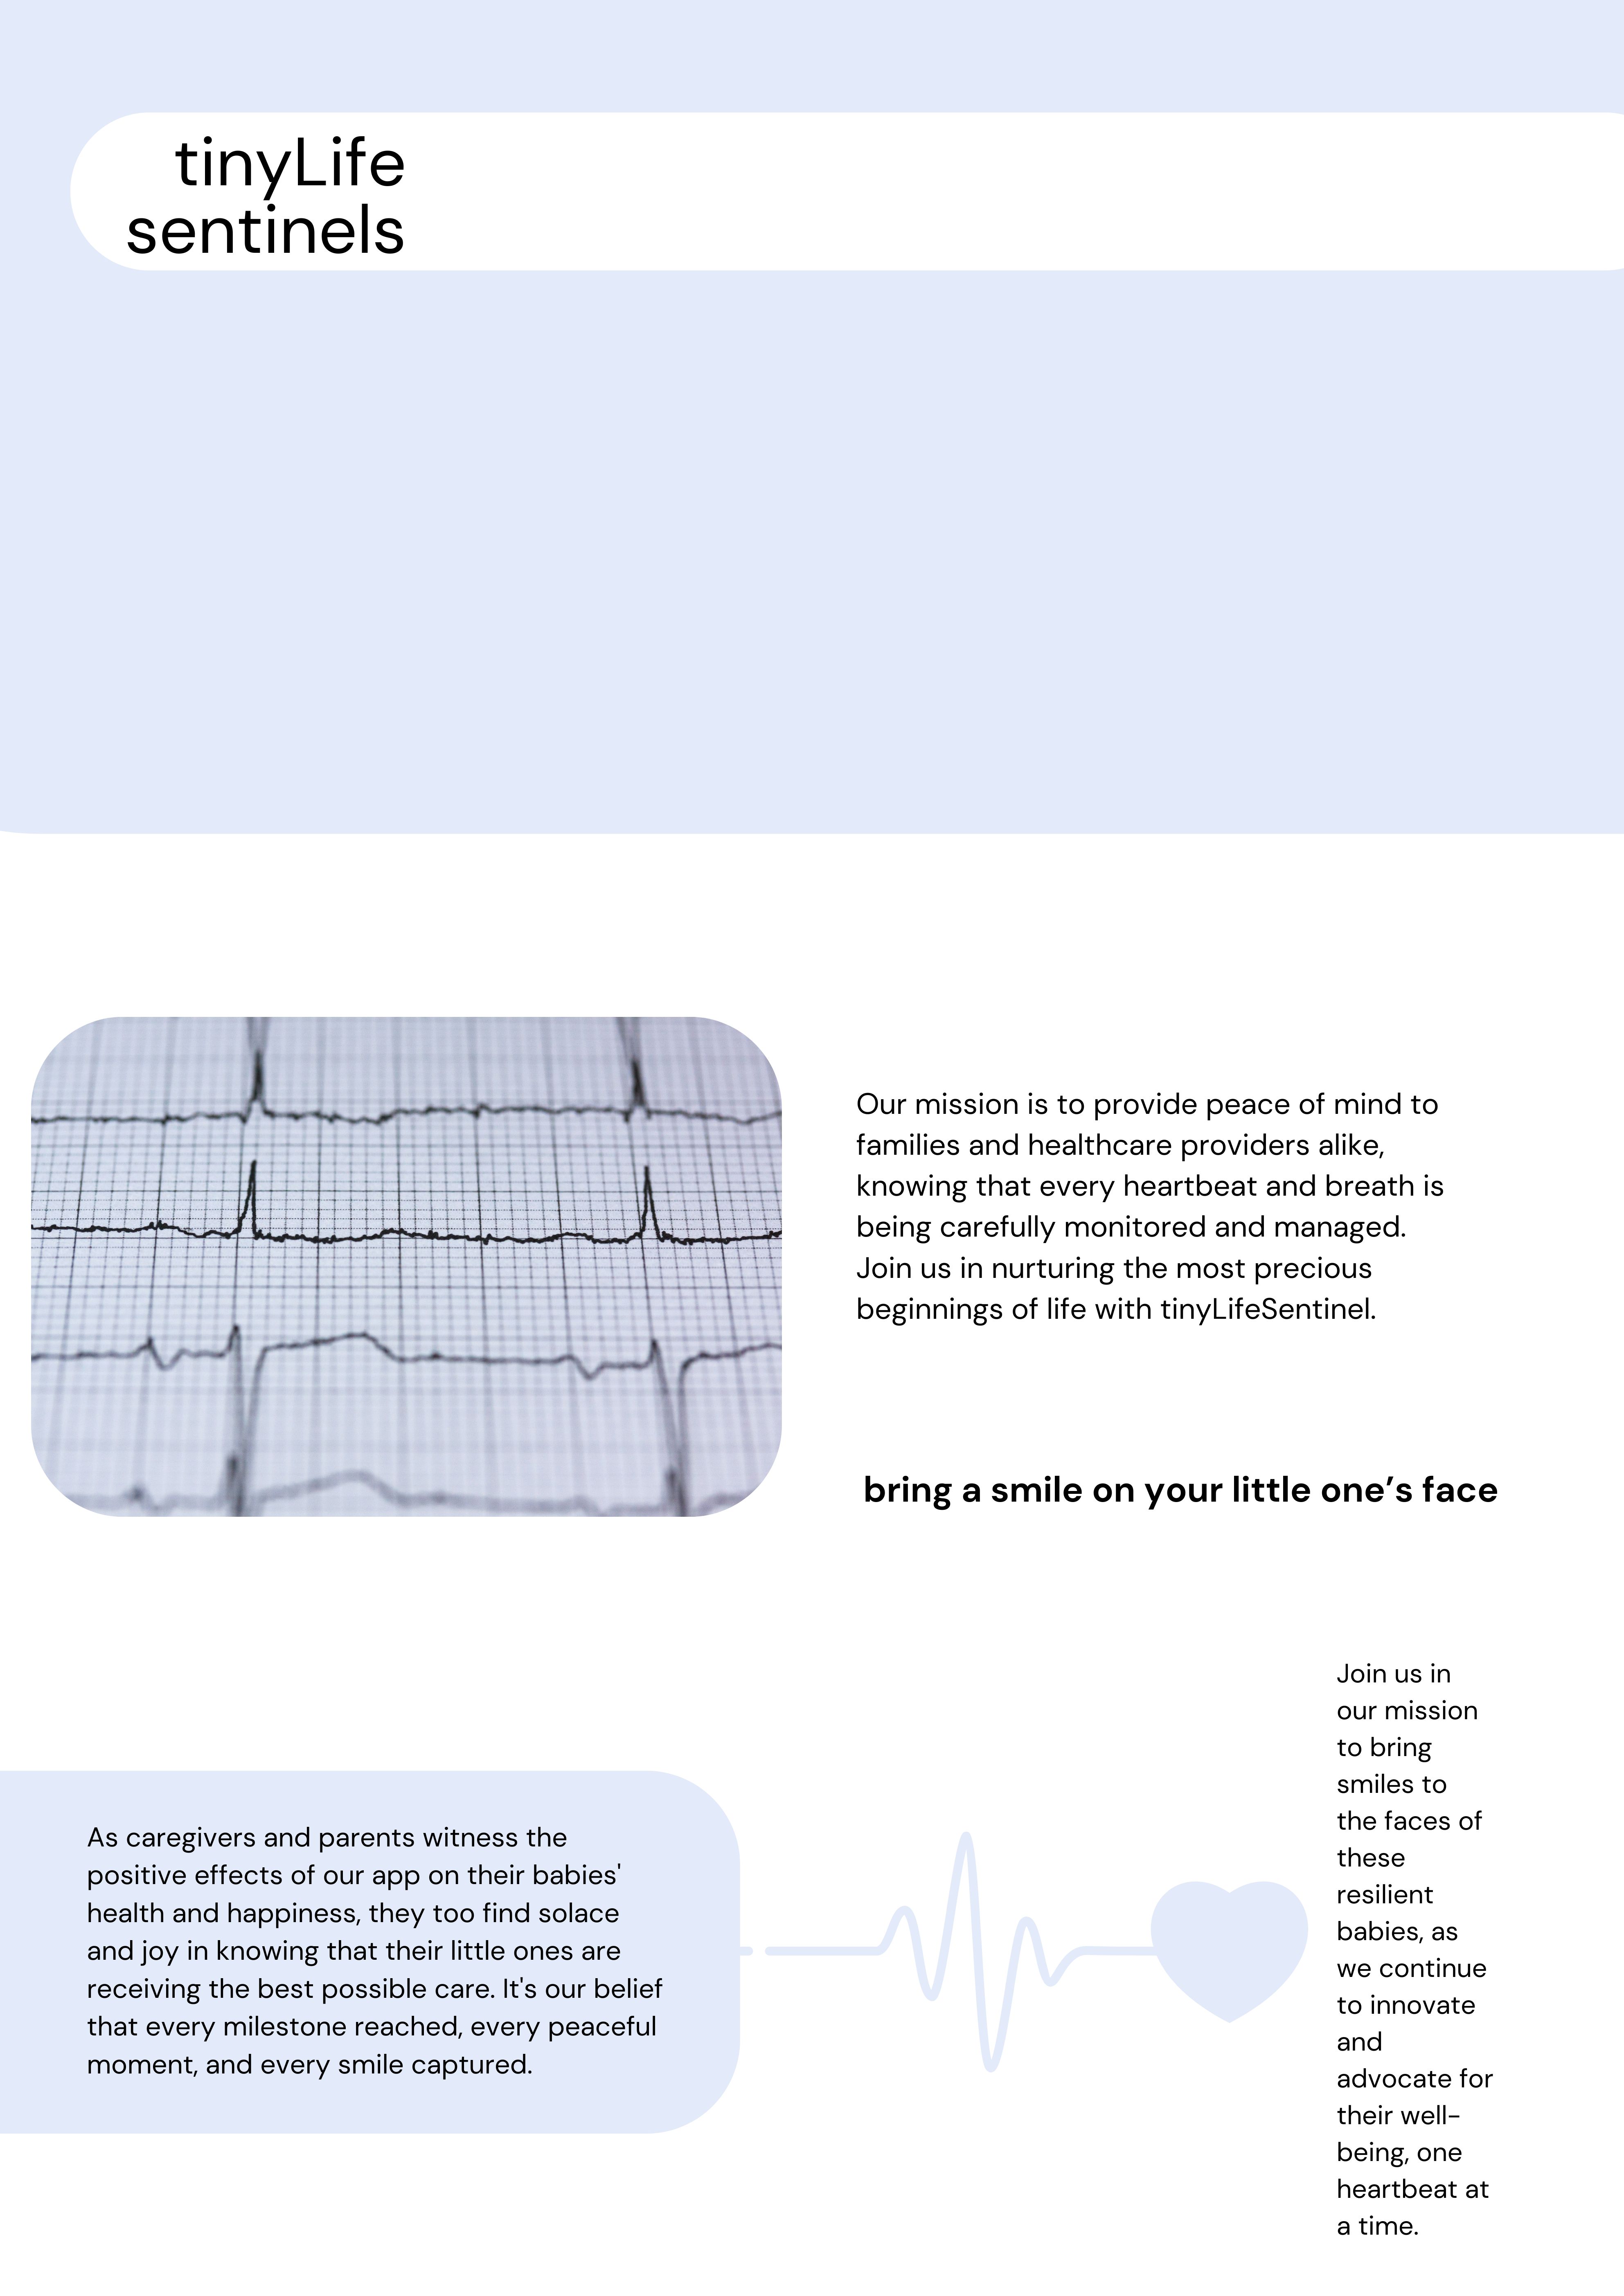 tinyLife
sentinels
Our mission is to provide peace of mind to
families and healthcare providers alike,
knowing that every heartbeat and breath is
being carefully monitored and managed.
Join us in nurturing the most precious
beginnings of life with tinyLifeSentinel.
bring a smile on your little one’s face
As caregivers and parents witness the
positive effects of our app on their babies'
health and happiness, they too find solace
and joy in knowing that their little ones are
receiving the best possible care. It's our belief
that every milestone reached, every peaceful
moment, and every smile captured.
Join us in
our mission
to bring
smiles to
the faces of
these
resilient
babies, as
we continue
to innovate
and
advocate for
their well-
being, one
heartbeat at
a time.